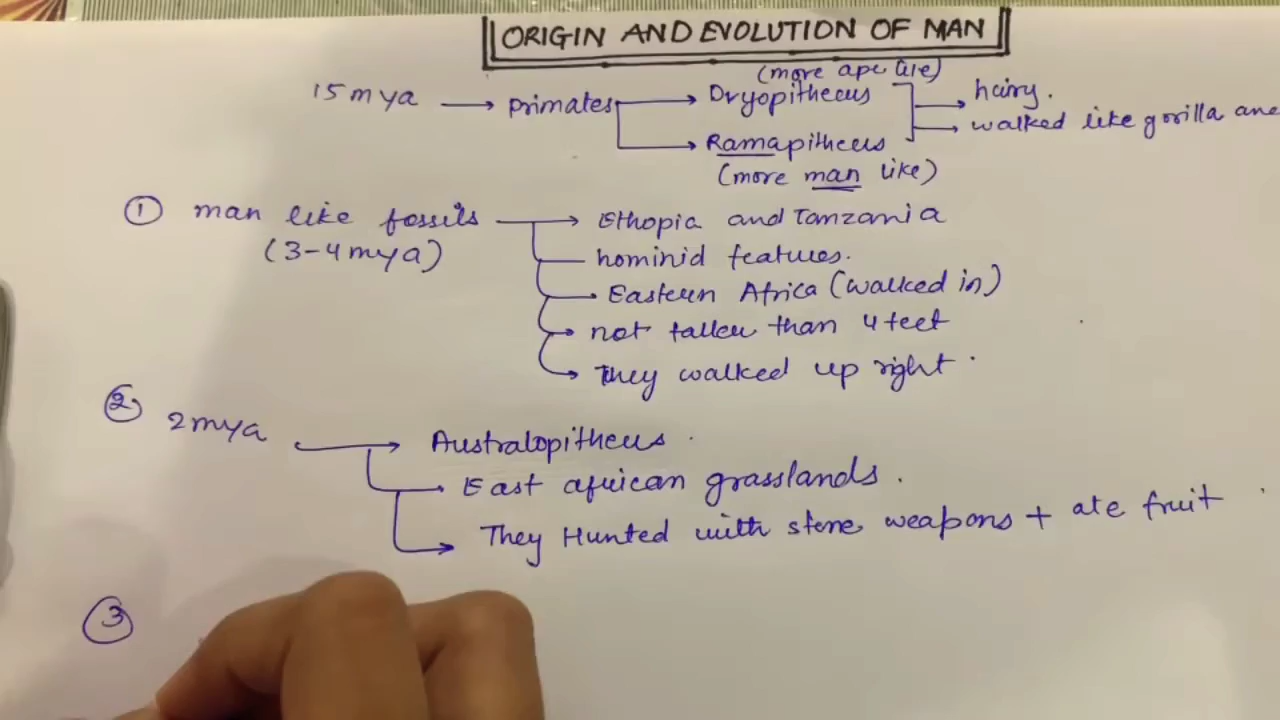 ORIGIN AND EVOLUTION OF MAN
(more ape like)
15 mya → primates → Dryopithecus → hairy.
→ walked like gorilla and
→ Ramapithecus
(more man like)
① man like fossils → Ethopia and Tanzania
(3-4 mya) hominid features.
Eastern Africa (walked in)
→ not taller than 4 feet
→ They walked up right.
② 2 mya → Australopithecus.
East african grasslands.
→ They Hunted with stone weapons + ate fruit
③